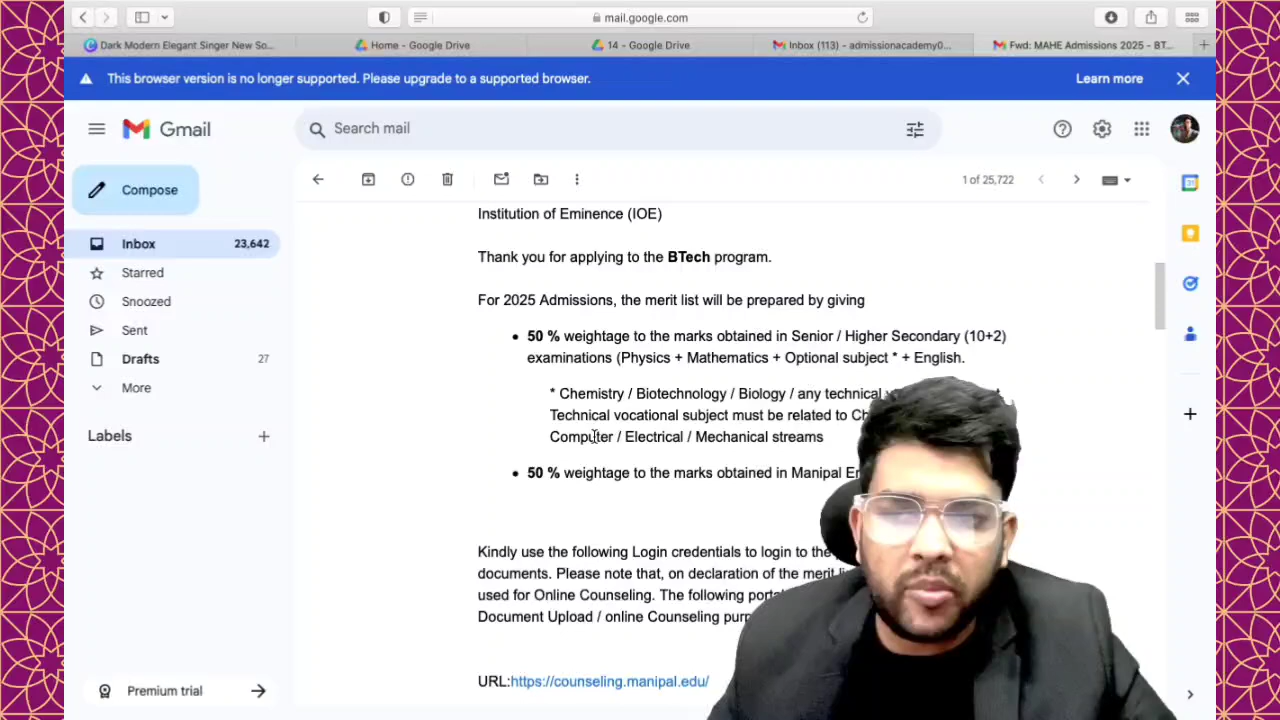 mail.google.com
Dark Modern Elegant Singer New So...
Home - Google Drive
14 - Google Drive
Inbox (113) - admissionacademy0...
Fwd: MAHE Admissions 2025 - BT...
This browser version is no longer supported. Please upgrade to a supported browser.
Learn more
Gmail
Search mail
Compose
1 of 25,722
Inbox 23,642
Starred
Snoozed
Sent
Drafts 27
More
Labels
Premium trial
Institution of Eminence (IOE)
Thank you for applying to the BTech program.
For 2025 Admissions, the merit list will be prepared by giving
• 50 % weightage to the marks obtained in Senior / Higher Secondary (10+2)
examinations (Physics + Mathematics + Optional subject * + English.
* Chemistry / Biotechnology / Biology / any technical
Technical vocational subject must be related to
Computer / Electrical / Mechanical streams
• 50 % weightage to the marks obtained in Manipal
Kindly use the following Login credentials to login to the
documents. Please note that, on declaration of the merit
used for Online Counseling. The following
Document Upload / online Counseling
URL:https://counseling.manipal.edu/